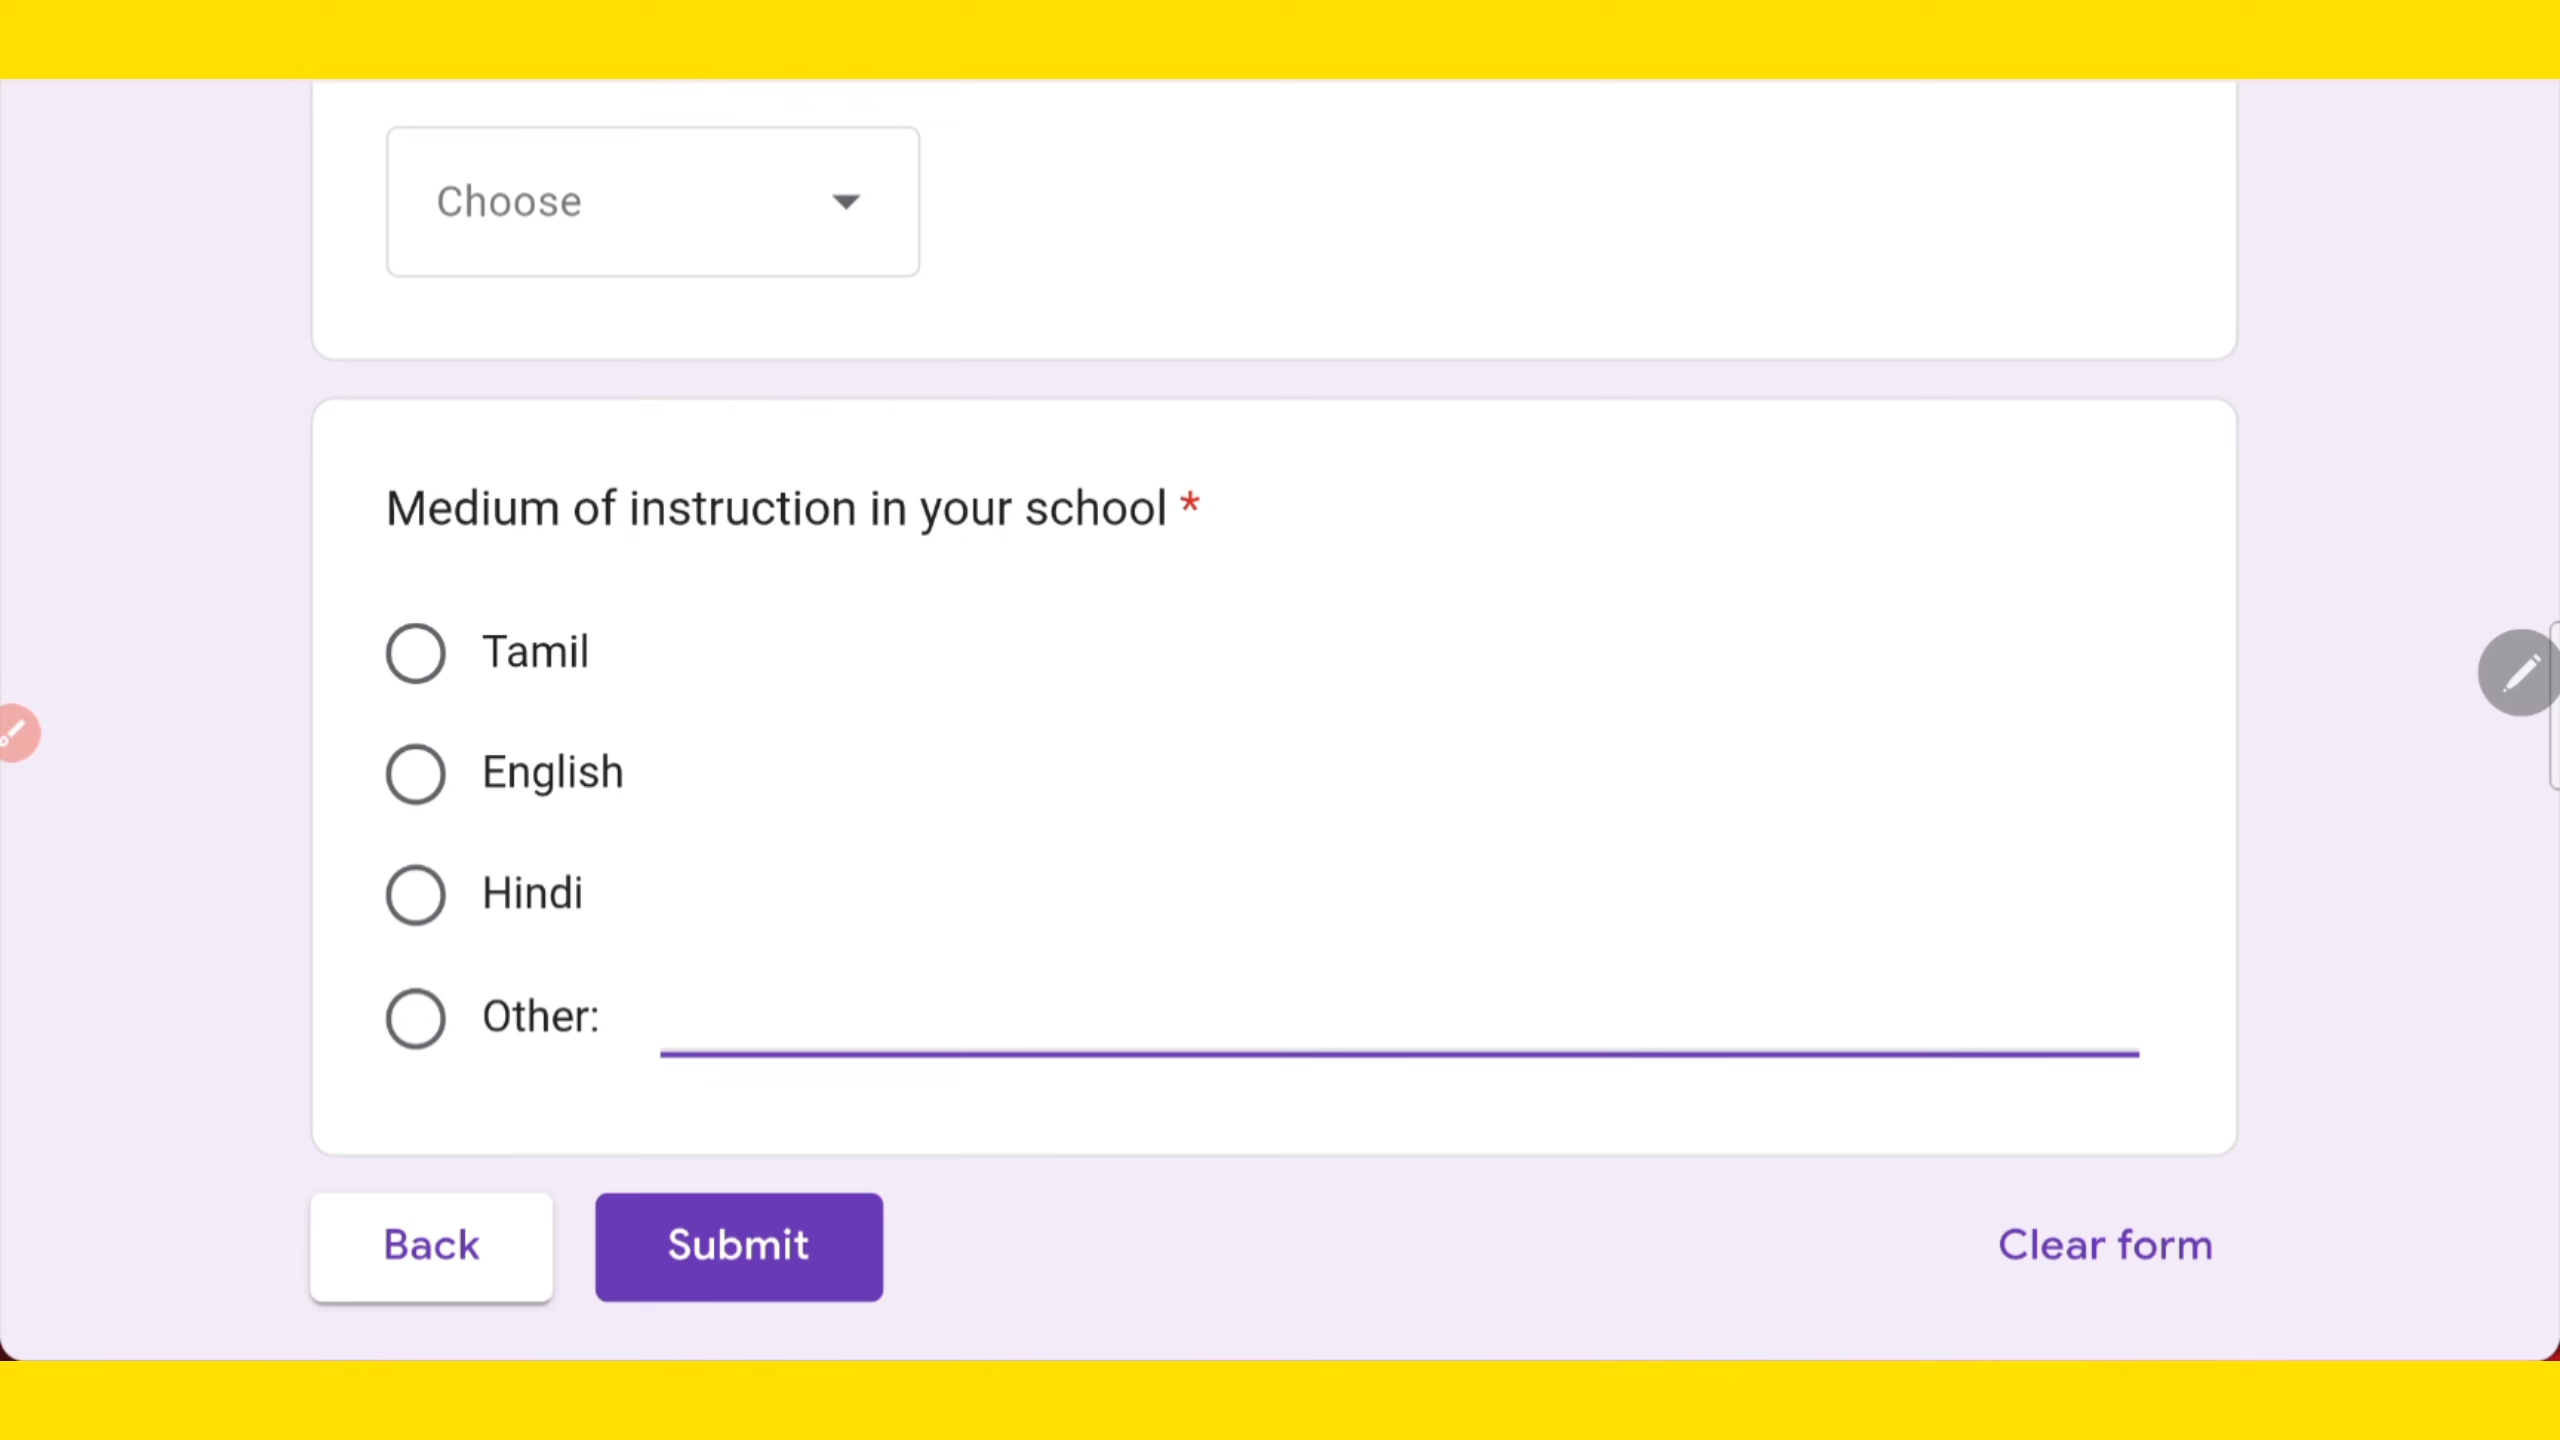 Choose
Medium of instruction in your school *
Tamil
English
Hindi
Other:
Back
Submit
Clear form